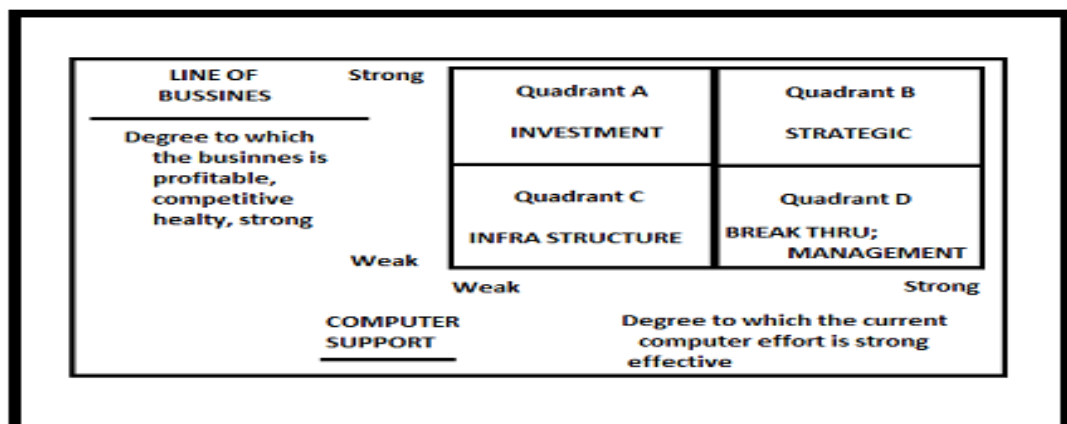 LINE OF
BUSSINES
Strong
Degree to which
the businnes is
profitable,
competitive
healty, strong
Weak
Quadrant A
INVESTMENT
Quadrant B
STRATEGIC
Quadrant C
INFRA STRUCTURE
Quadrant D
BREAK THRU;
MANAGEMENT
Weak
Strong
COMPUTER
SUPPORT
Degree to which the current
computer effort is strong
effective